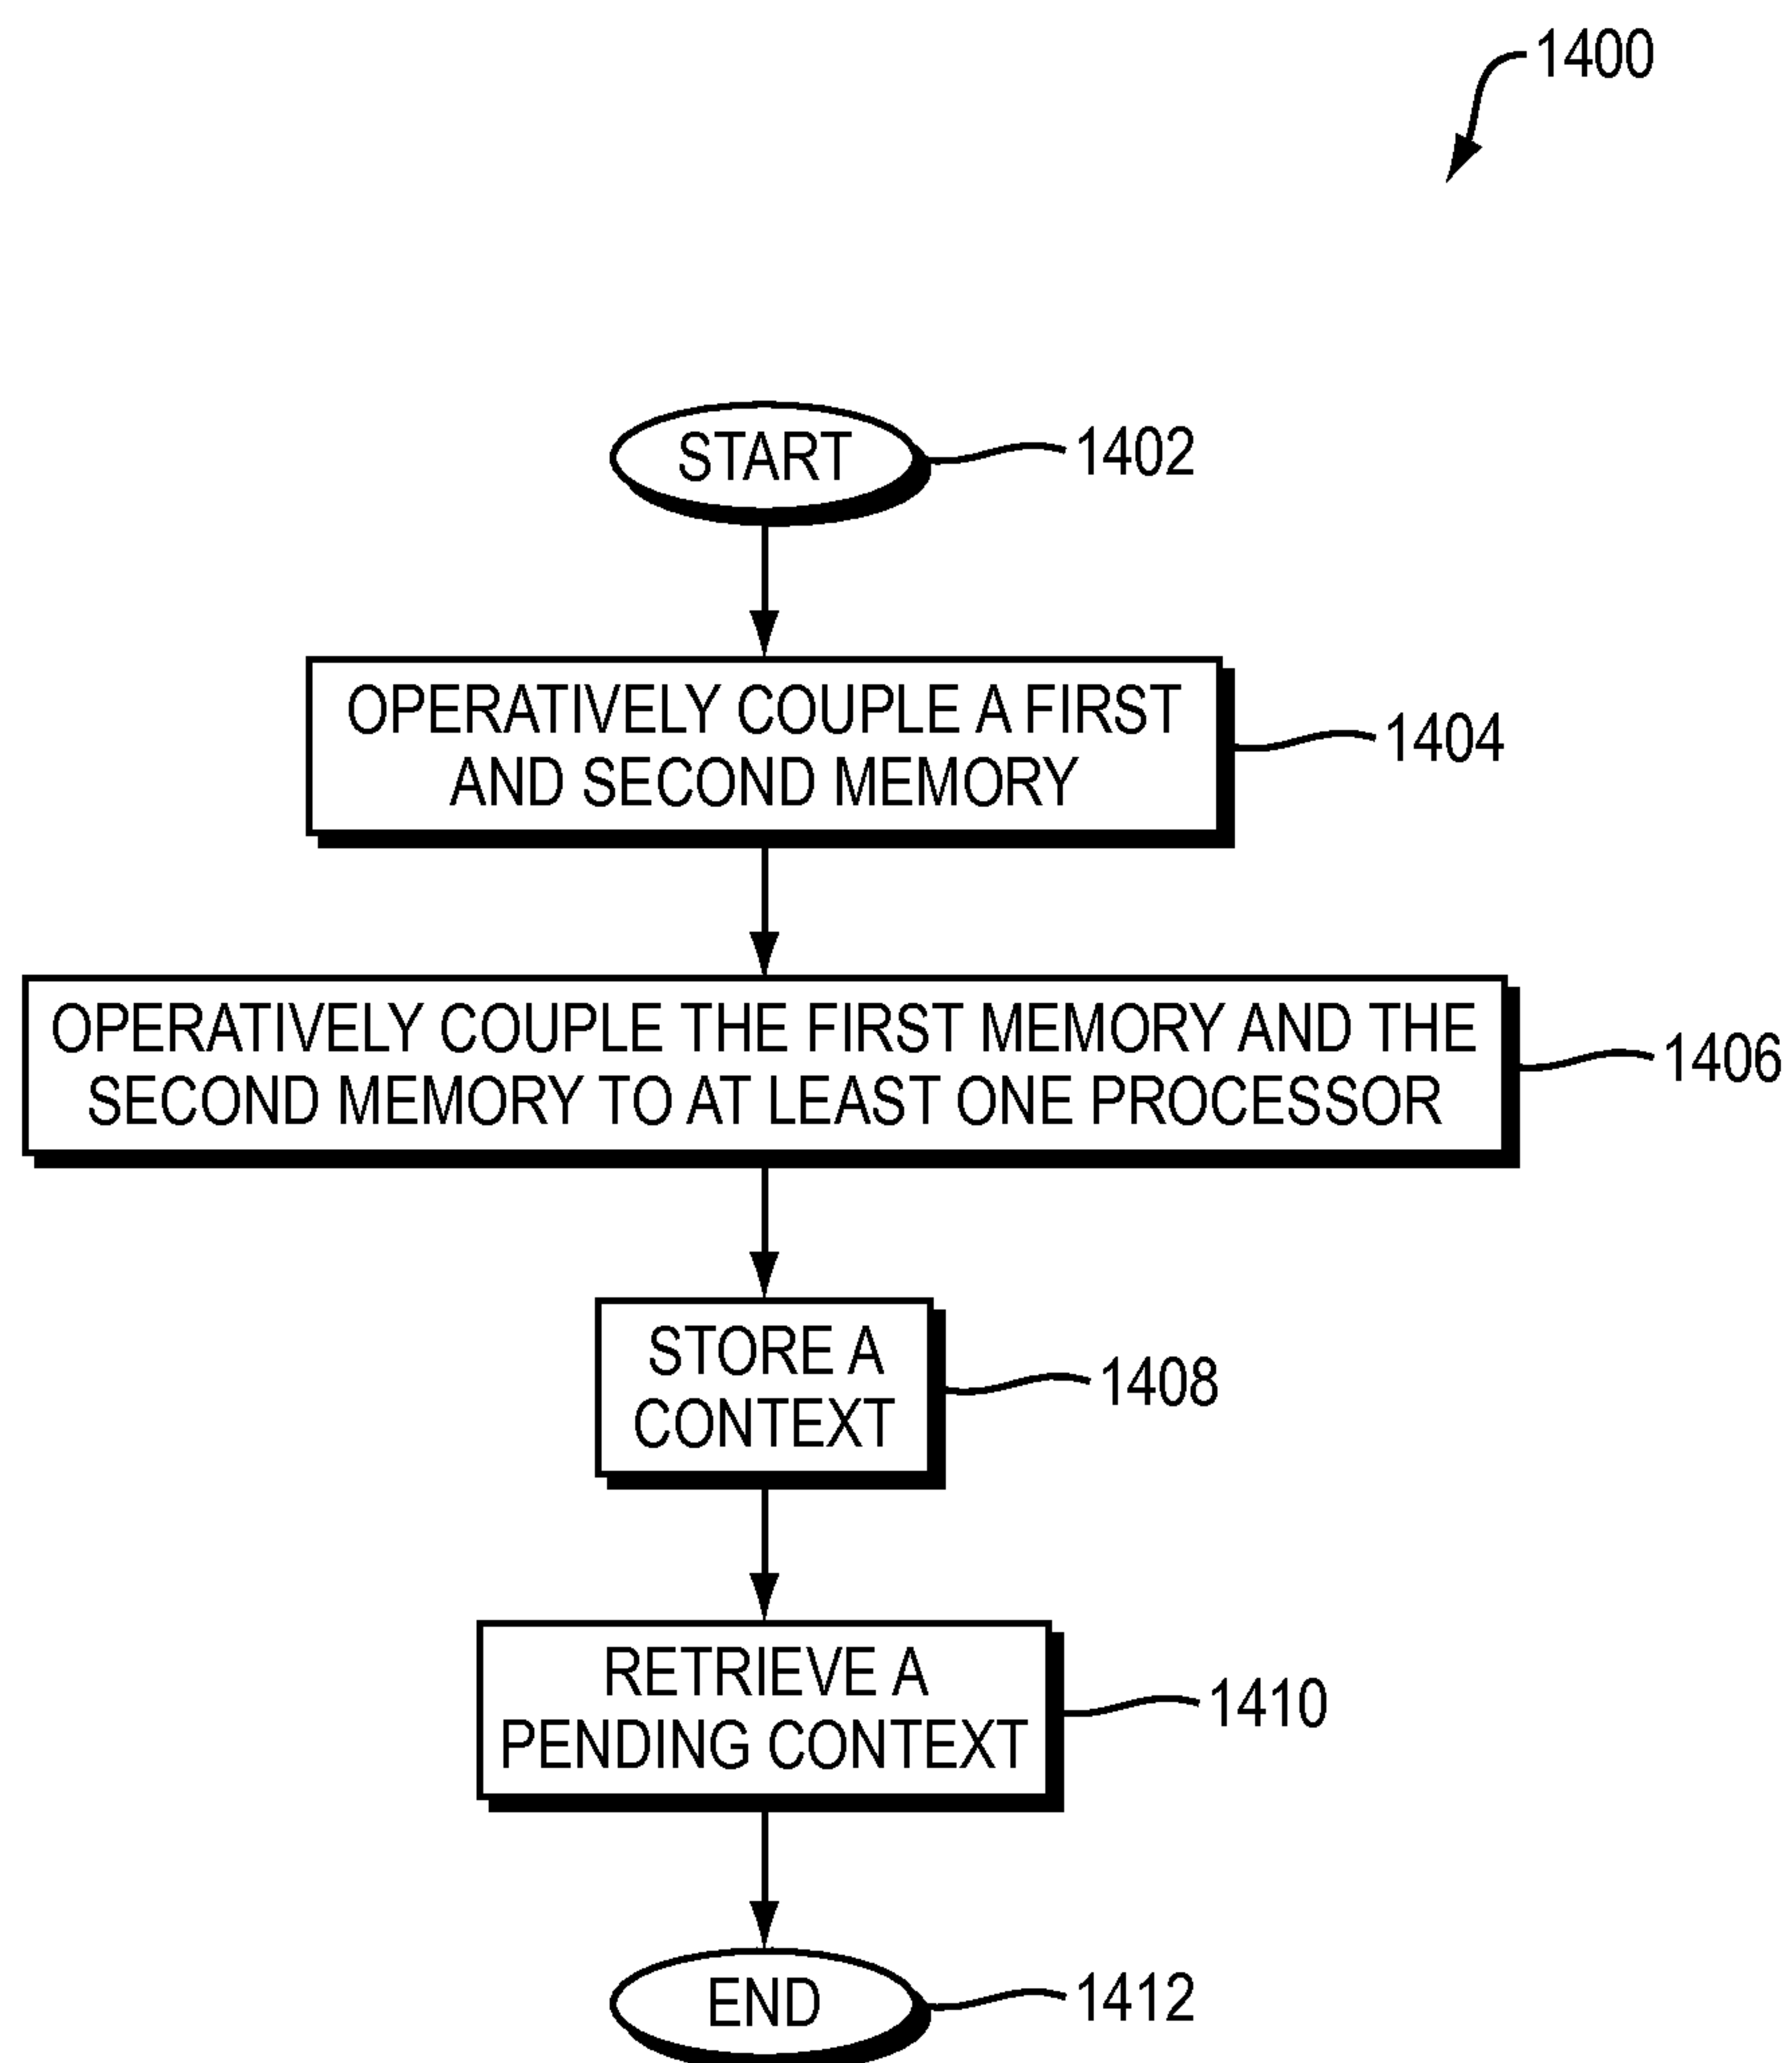 1400
START
1402
OPERATIVELY COUPLE A FIRST
AND SECOND MEMORY
1404
OPERATIVELY COUPLE THE FIRST MEMORY AND THE
SECOND MEMORY TO AT LEAST ONE PROCESSOR
1406
STORE A
CONTEXT
1408
RETRIEVE A
PENDING CONTEXT
1410
END
1412